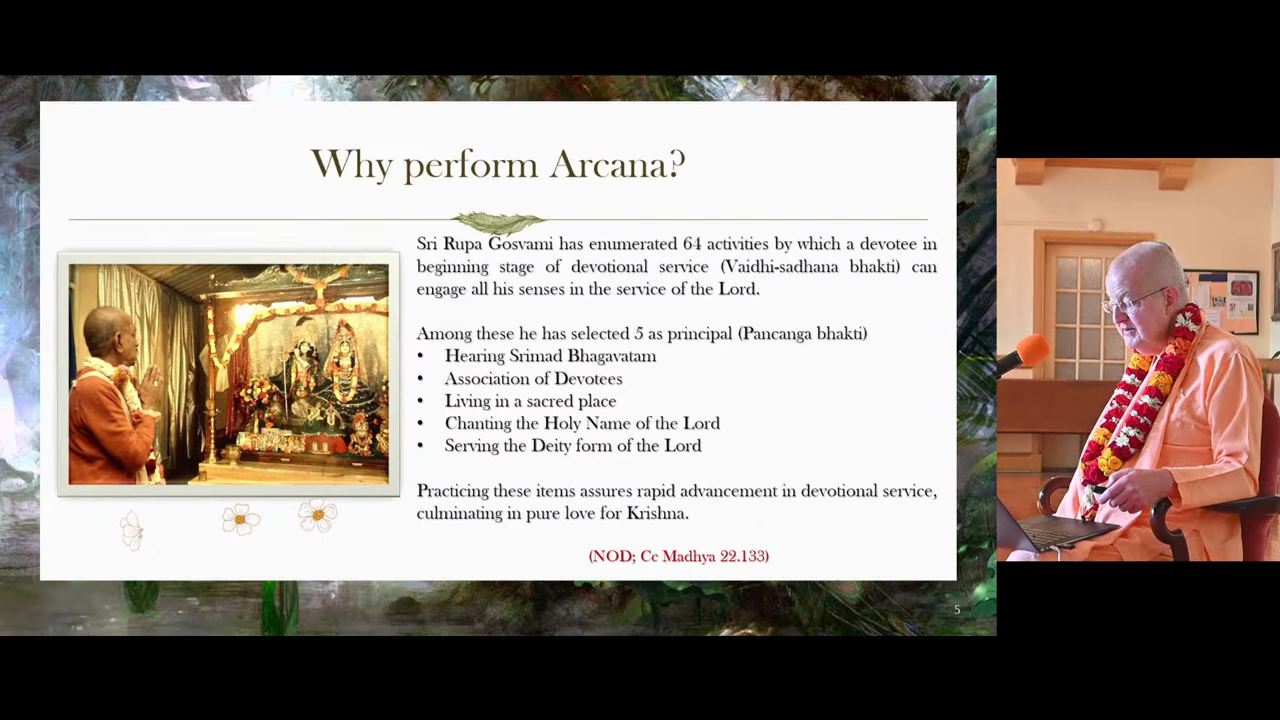 Why perform Arcana?
Sri Rupa Gosvami has enumerated 64 activities by which a devotee in
beginning stage of devotional service (Vaidhi-sadhana bhakti) can
engage all his senses in the service of the Lord.
Among these he has selected 5 as principal (Pancanga bhakti)
• Hearing Srimad Bhagavatam
• Association of Devotees
• Living in a sacred place
• Chanting the Holy Name of the Lord
• Serving the Deity form of the Lord
Practicing these items assures rapid advancement in devotional service,
culminating in pure love for Krishna.
(NOD; Cc Madhya 22.133)
5